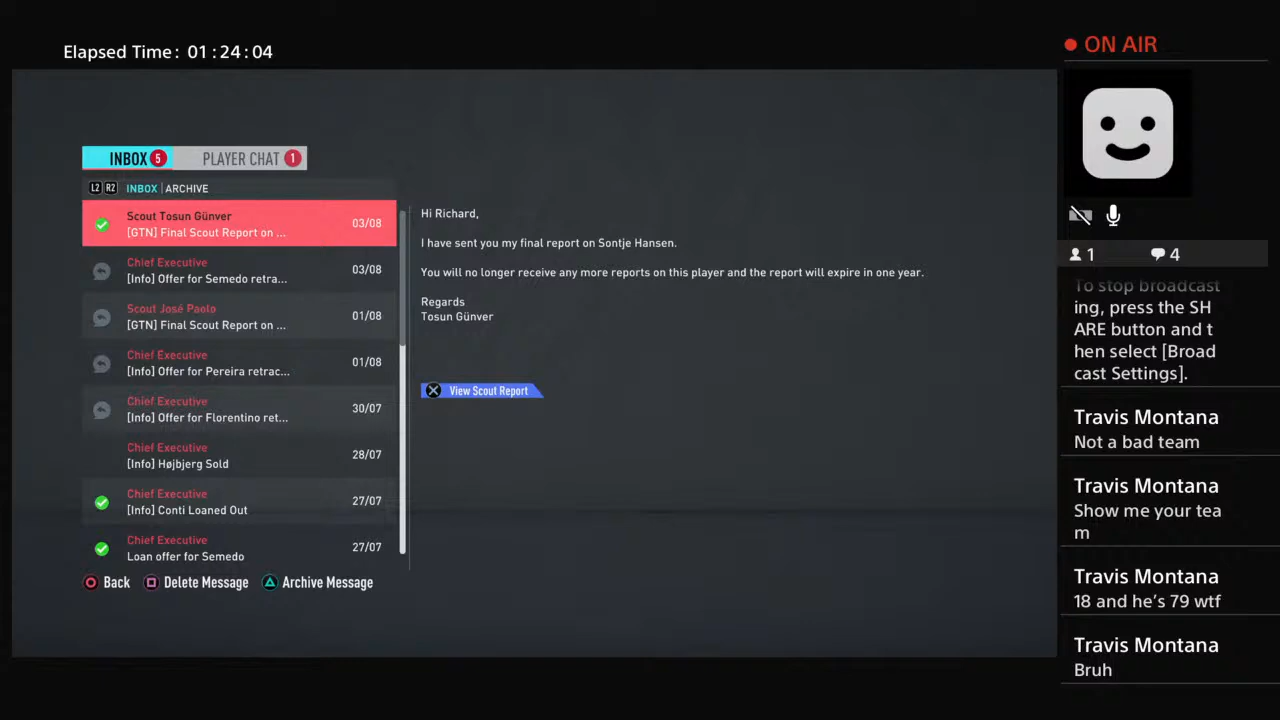 Elapsed Time: 01:24:04
INBOX 5
PLAYER CHAT 1
L2 R2 INBOX | ARCHIVE
Scout Tosun Günver
[GTN] Final Scout Report on ...
03/08
Chief Executive
[Info] Offer for Semedo retra...
03/08
Scout José Paolo
[GTN] Final Scout Report on ...
01/08
Chief Executive
[Info] Offer for Pereira retrac...
01/08
Chief Executive
[Info] Offer for Florentino ret...
30/07
Chief Executive
[Info] Højbjerg Sold
28/07
Chief Executive
[Info] Conti Loaned Out
27/07
Chief Executive
Loan offer for Semedo
27/07
Back Delete Message Archive Message
Hi Richard,
I have sent you my final report on Sontje Hansen.
You will no longer receive any more reports on this player and the report will expire in one year.
Regards
Tosun Günver
View Scout Report
ON AIR
1 4
To stop broadcast
ing, press the SH
ARE button and t
hen select [Broad
cast Settings].
Travis Montana
Not a bad team
Travis Montana
Show me your tea
m
Travis Montana
18 and he's 79 wtf
Travis Montana
Bruh